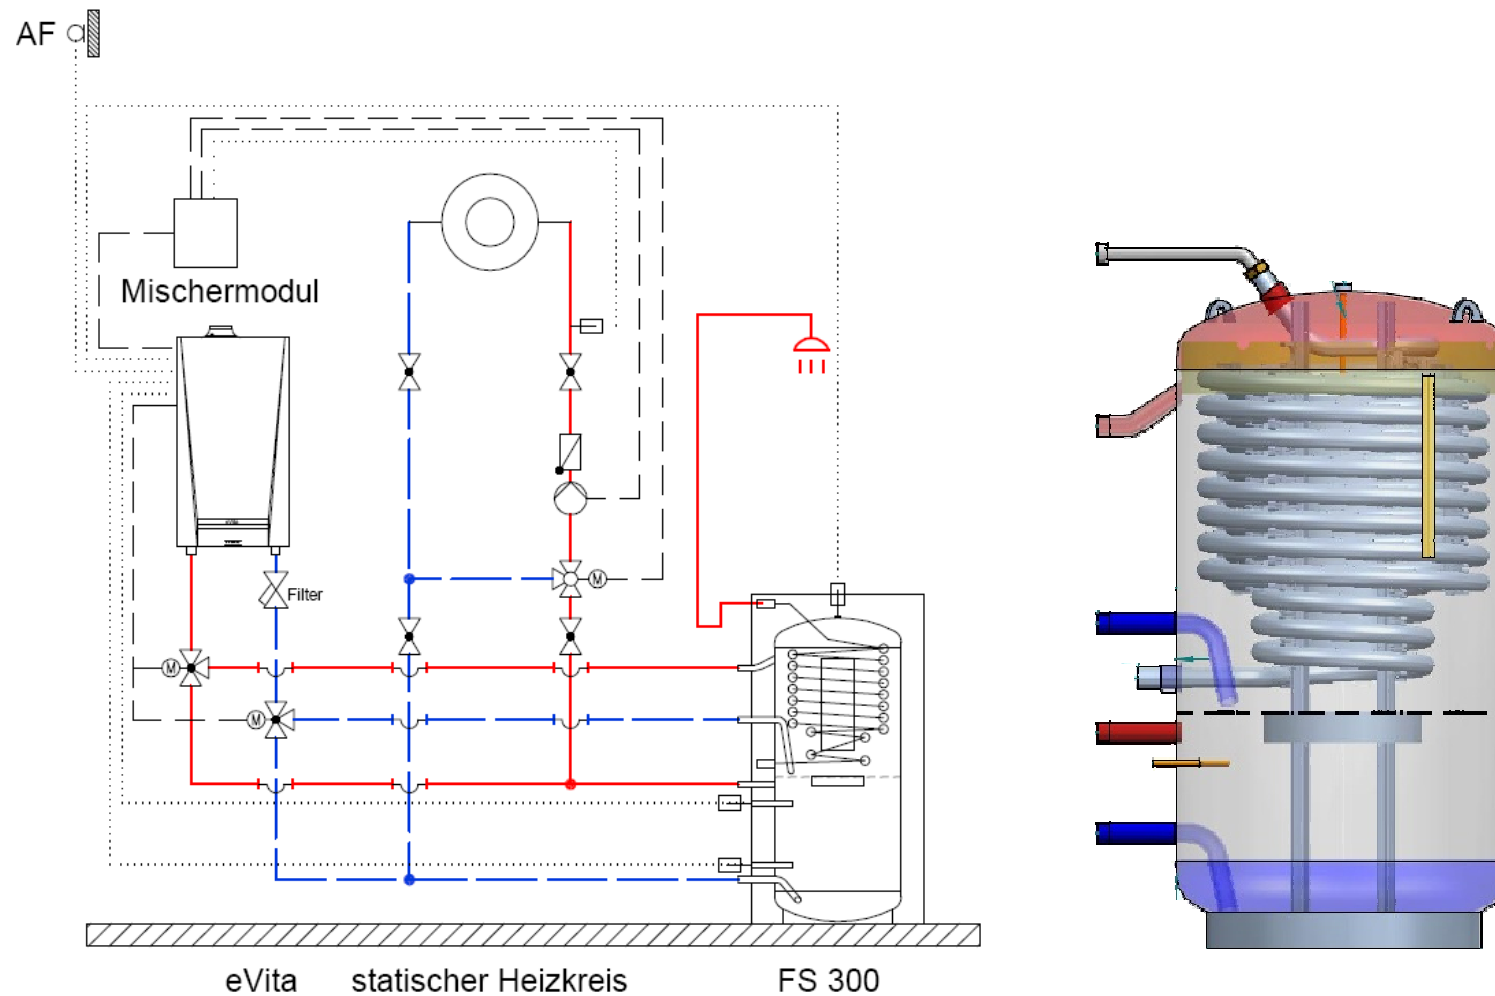 AF
Mischermodul
Filter
M
M
M
eVita
statischer Heizkreis
FS 300